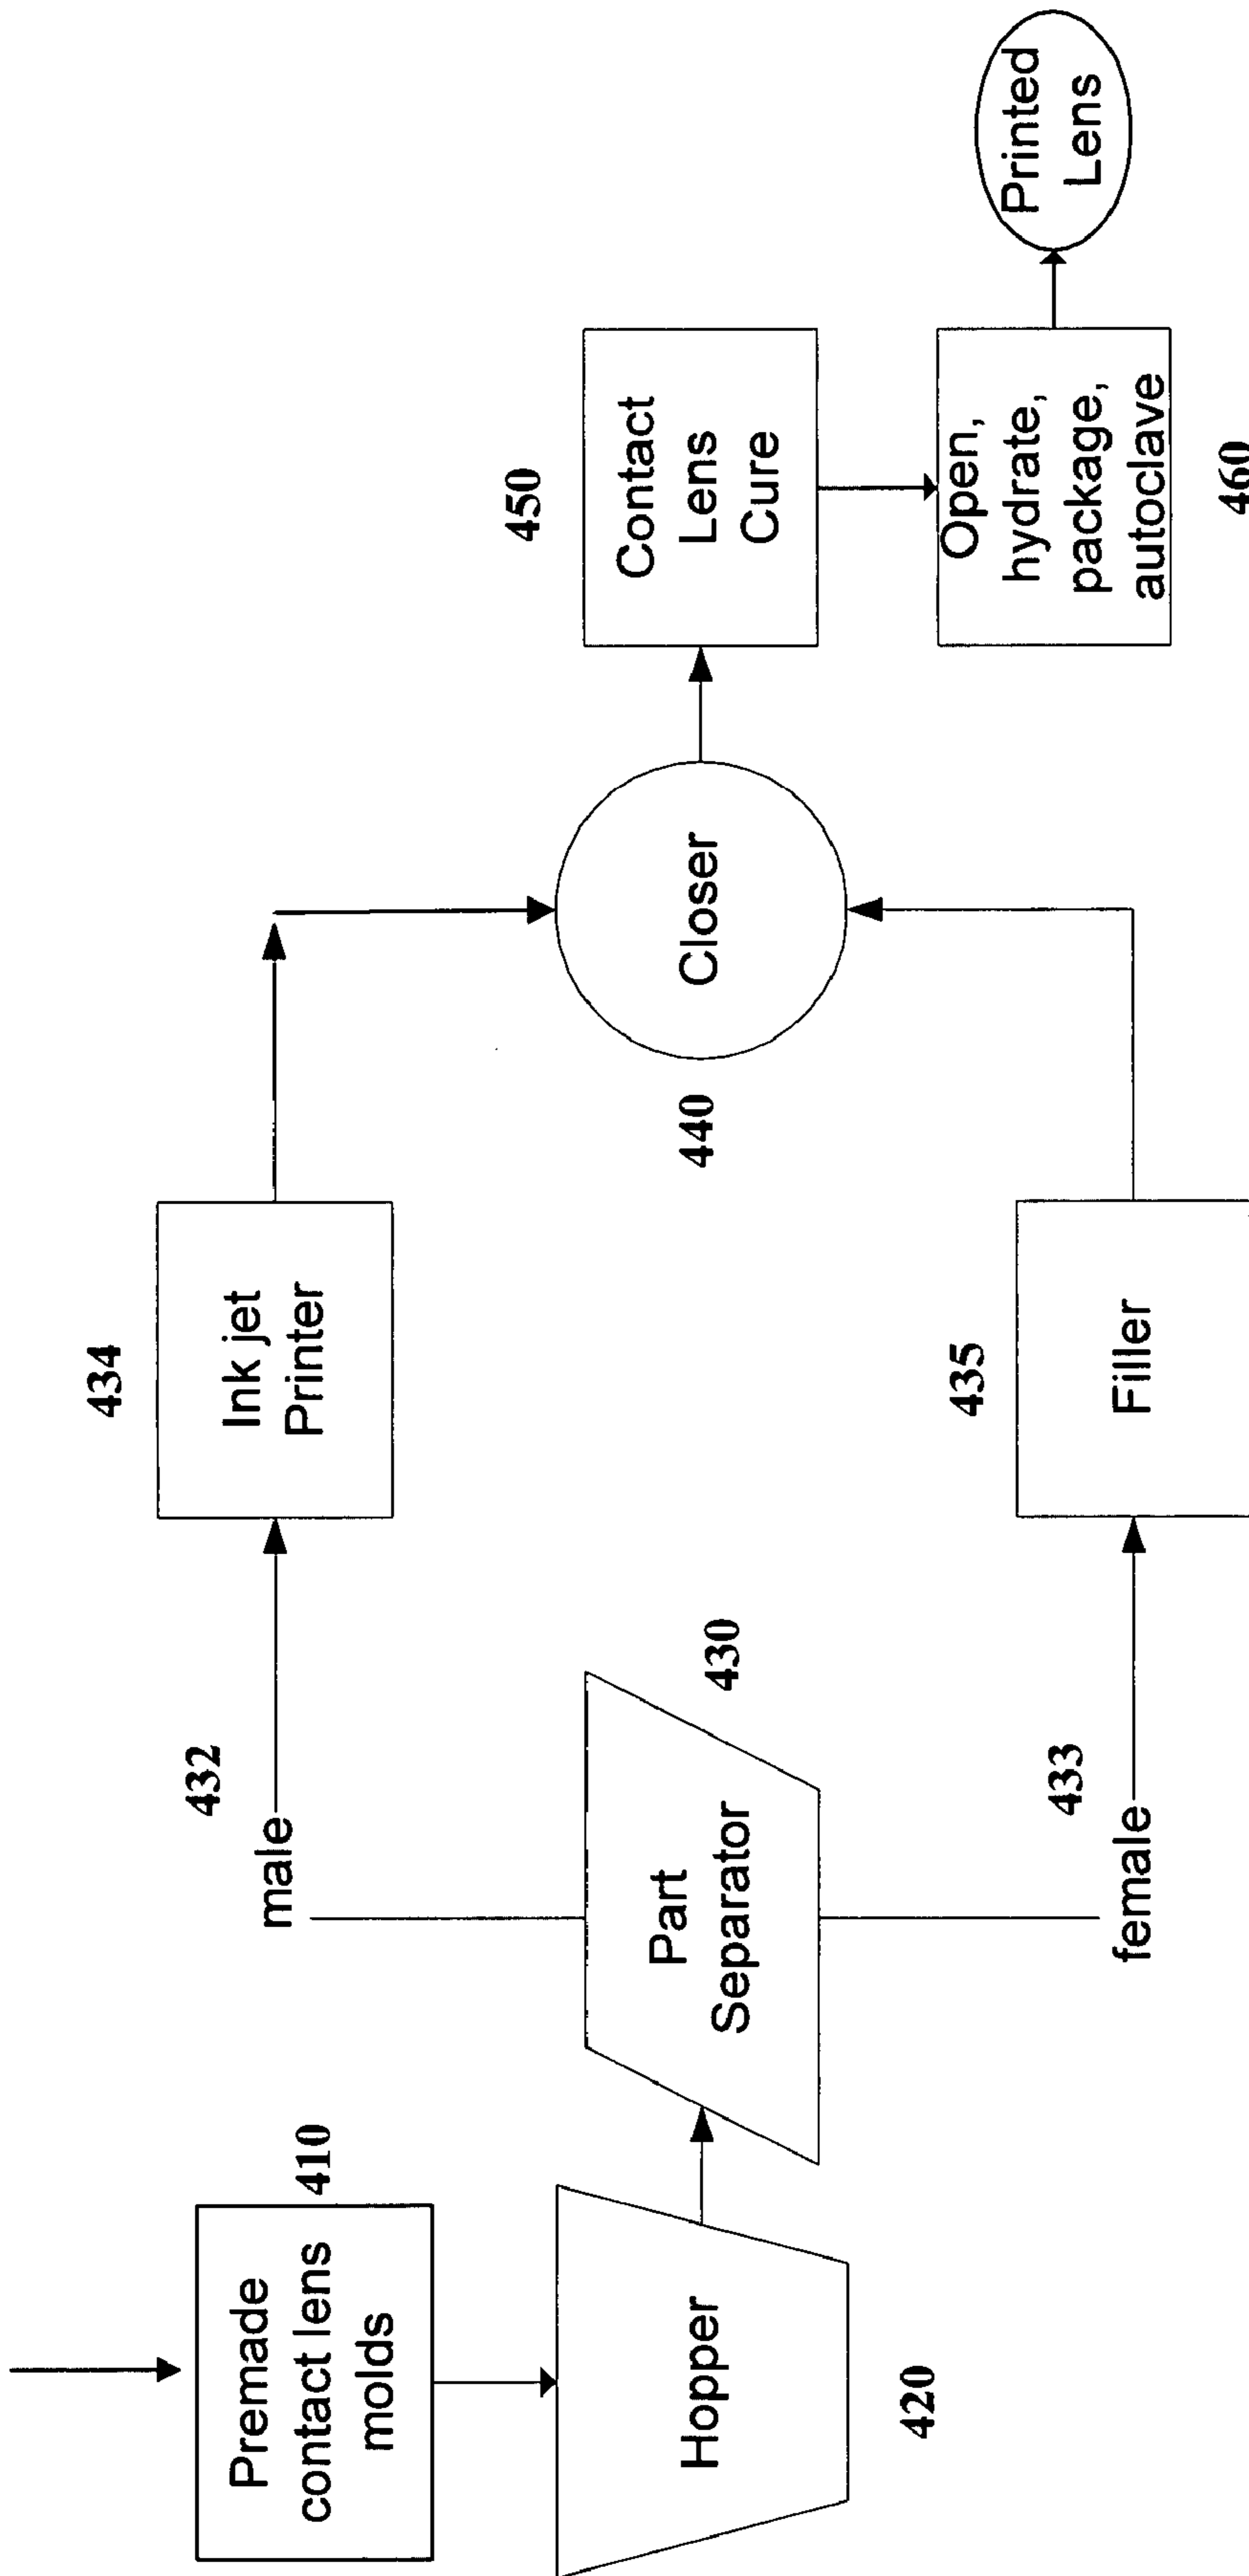 Premade
contact lens
molds
410
Hopper
420
Part
Separator
430
male
432
female
433
Ink jet
Printer
434
Filler
435
Closer
440
Contact
Lens
Cure
450
Open,
hydrate,
package,
autoclave
460
Printed
Lens